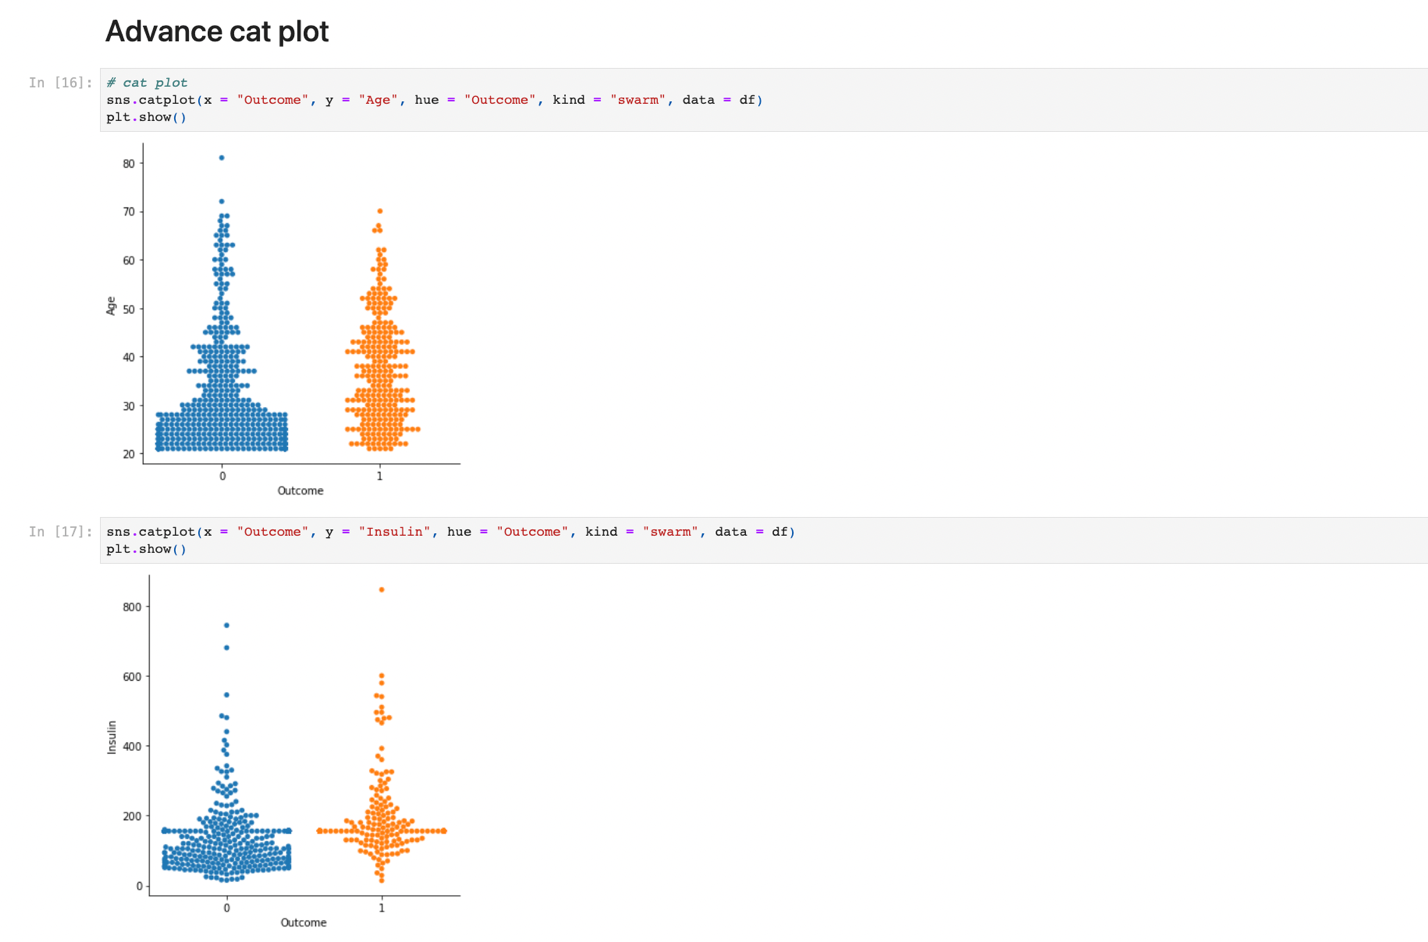 Advance cat plot
In [16]:
# cat plot
sns.catplot(x = "Outcome", y = "Age", hue = "Outcome", kind = "swarm", data = df)
plt.show()
80
70
60
50
40
30
20
Age
0 1
Outcome
In [17]:
sns.catplot(x = "Outcome", y = "Insulin", hue = "Outcome", kind = "swarm", data = df)
plt.show()
800
600
400
200
0
Insulin
0 1
Outcome